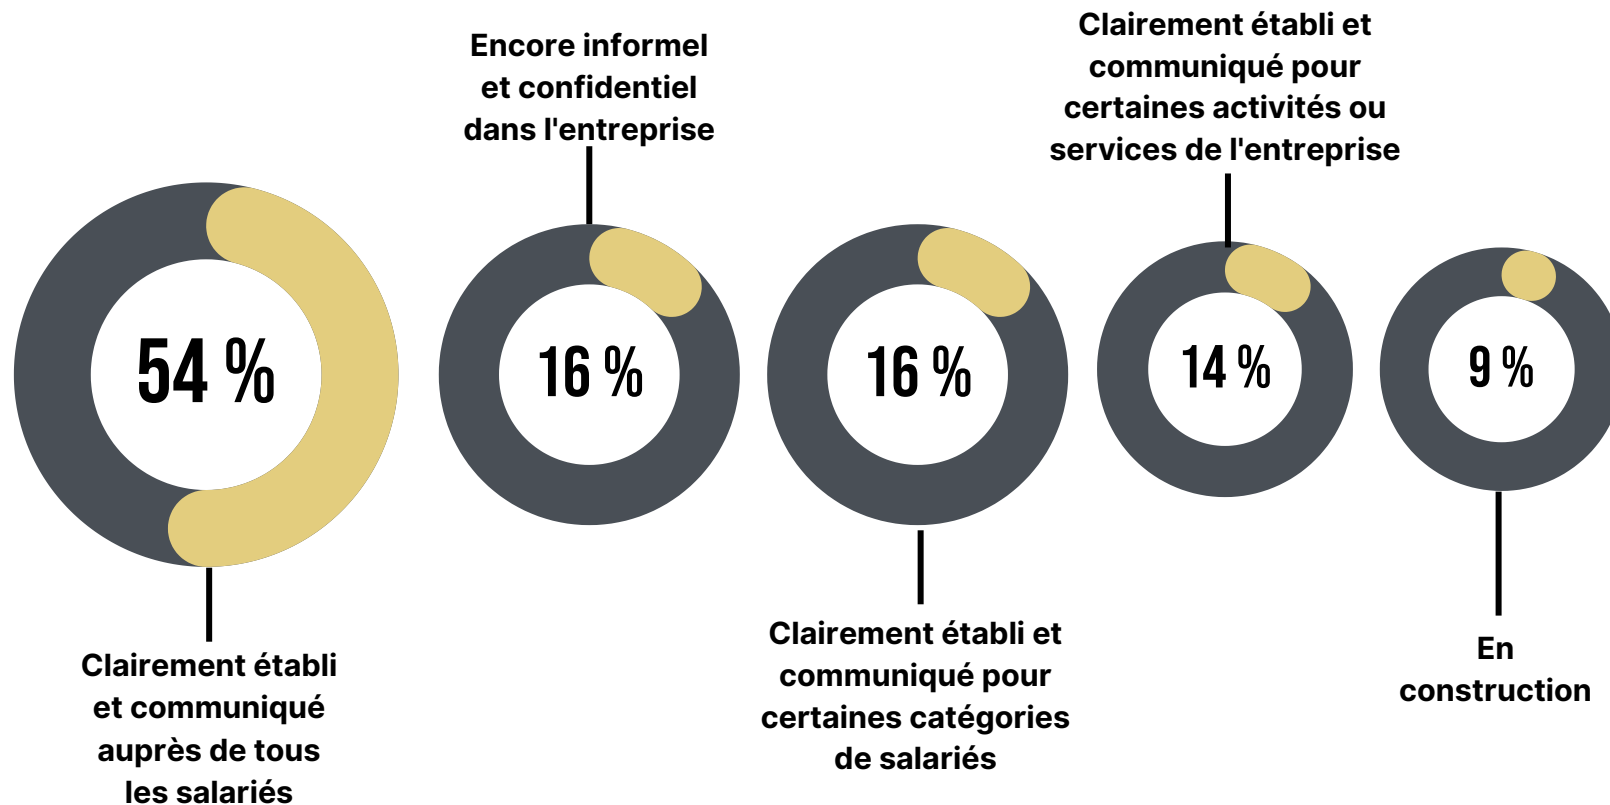 Encore informel
et confidentiel
dans l'entreprise
Clairement établi et
communiqué pour
certaines activités ou
services de l'entreprise
54 %
16 %
16 %
14 %
9 %
Clairement établi
et communiqué
auprès de tous
les salariés
Clairement établi et
communiqué pour
certaines catégories
de salariés
En
construction